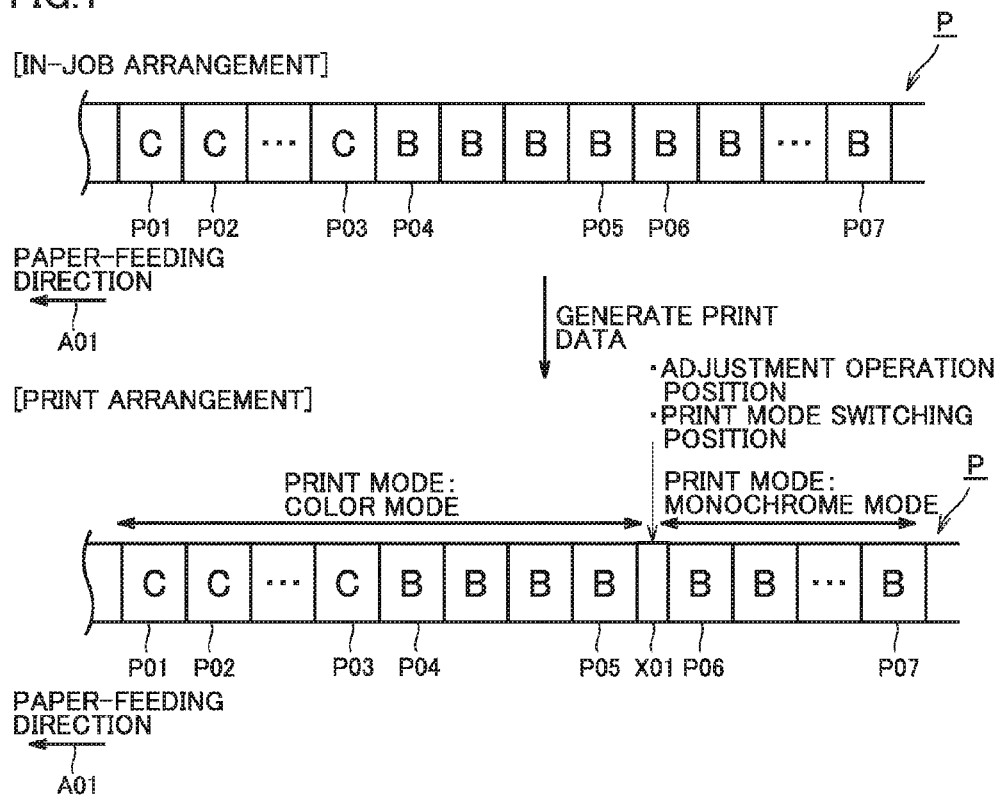 P
[IN-JOB ARRANGEMENT]
C C ··· C B B B B B B ··· B
P01 P02 P03 P04 P05 P06 P07
PAPER-FEEDING
DIRECTION
A01
GENERATE PRINT
DATA
·ADJUSTMENT OPERATION
POSITION
·PRINT MODE SWITCHING
POSITION
[PRINT ARRANGEMENT]
PRINT MODE:
COLOR MODE
PRINT MODE:
MONOCHROME MODE
P
C C ··· C B B B B B B ··· B
P01 P02 P03 P04 P05 X01 P06 P07
PAPER-FEEDING
DIRECTION
A01